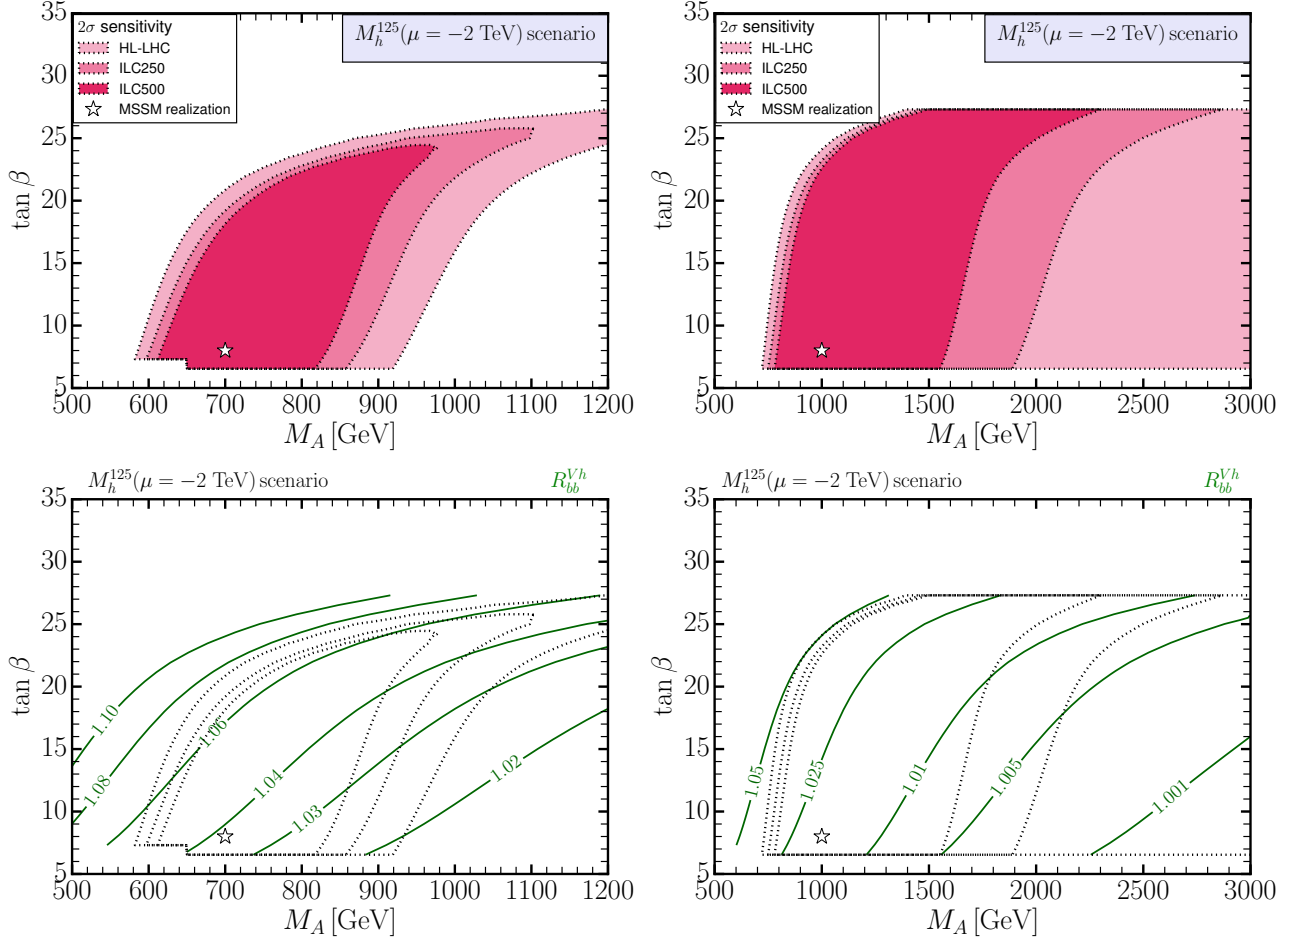 2σ sensitivity
HL-LHC
ILC250
ILC500
MSSM realization
M_h^125(μ = −2 TeV) scenario
35
30
25
20
15
10
5
tan β
500 600 700 800 900 1000 1100 1200
M_A [GeV]
2σ sensitivity
HL-LHC
ILC250
ILC500
MSSM realization
M_h^125(μ = −2 TeV) scenario
35
30
25
20
15
10
5
tan β
500 1000 1500 2000 2500 3000
M_A [GeV]
M_h^125(μ = −2 TeV) scenario
R_bb^Vh
35
30
25
20
15
10
5
tan β
1.10
1.08
1.06
1.04
1.03
1.02
500 600 700 800 900 1000 1100 1200
M_A [GeV]
M_h^125(μ = −2 TeV) scenario
R_bb^Vh
35
30
25
20
15
10
5
tan β
1.05
1.025
1.01
1.005
1.001
500 1000 1500 2000 2500 3000
M_A [GeV]